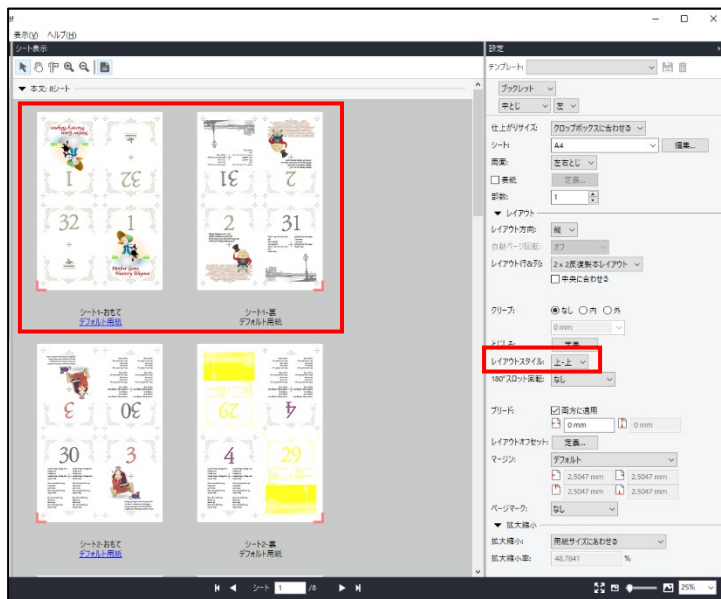 表示(V) ヘルプ(H)
シート表示
本文: 8シート
1 32
32 1
Mother Goose
Nursery Rhyme
31 2
2 31
シート1-おもて
デフォルト用紙
シート1-裏
デフォルト用紙
3 30
30 3
29 4
4 29
シート2-おもて
デフォルト用紙
シート2-裏
デフォルト用紙
シート 1 /8
25%
設定
テンプレート:
ブックレット
中とじ 左
仕上がりサイズ: クロップボックスに合わせる
シート: A4 編集...
両面: 左右とじ
表紙 定義...
部数: 1
レイアウト
レイアウト方向: 縦
自動ページ回転: オフ
レイアウト行&列: 2 x 2反復製本レイアウト
中央に合わせる
クリープ: なし 内 外
0 mm
レイアウトスタイル: 上-上
180°スロット回転: なし
ブリード: 両方に適用
0 mm 0 mm
レイアウトオフセット: 定義...
マージン: デフォルト
2.5047 mm 2.5047 mm
2.5047 mm 2.5047 mm
ページマーク: なし
拡大縮小
拡大縮小: 用紙サイズにあわせる
拡大縮小率: 48.7841 %